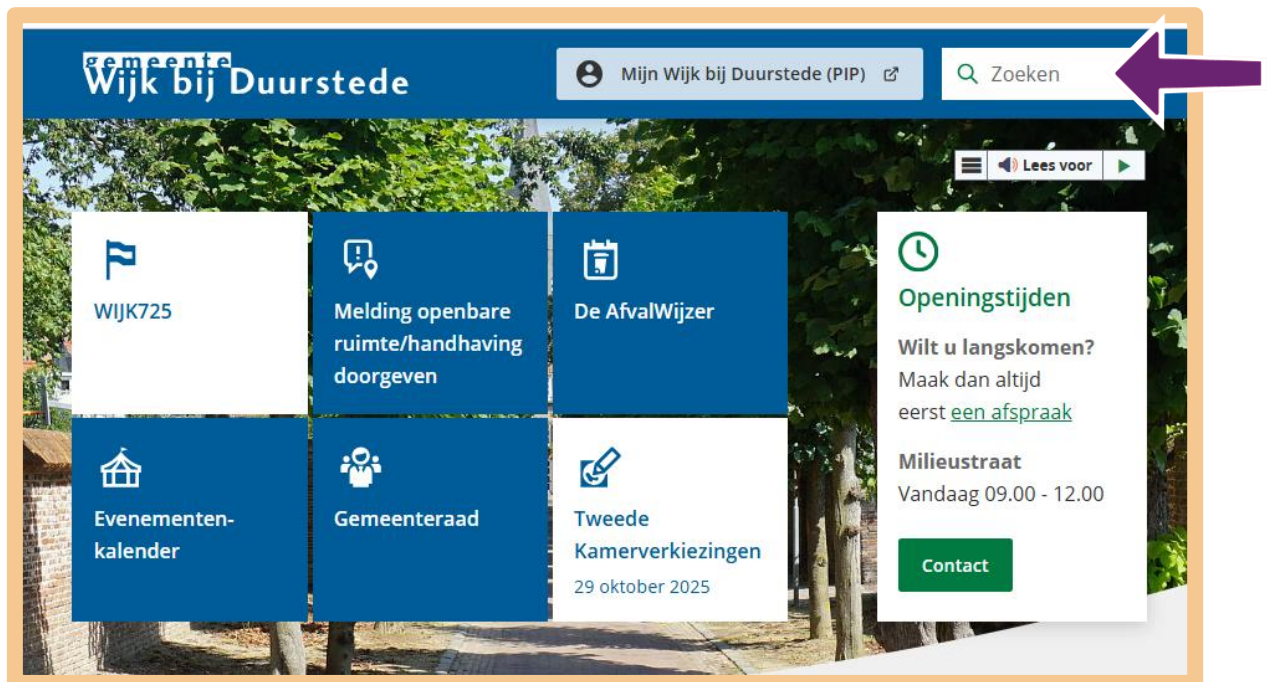 gemeente
Wijk bij Duurstede
Mijn Wijk bij Duurstede (PIP)
Zoeken
Lees voor
WIJK725
Melding openbare
ruimte/handhaving
doorgeven
De AfvalWijzer
Evenementen-
kalender
Gemeenteraad
Tweede
Kamerverkiezingen
29 oktober 2025
Openingstijden
Wilt u langskomen?
Maak dan altijd
eerst een afspraak
Milieustraat
Vandaag 09.00 - 12.00
Contact